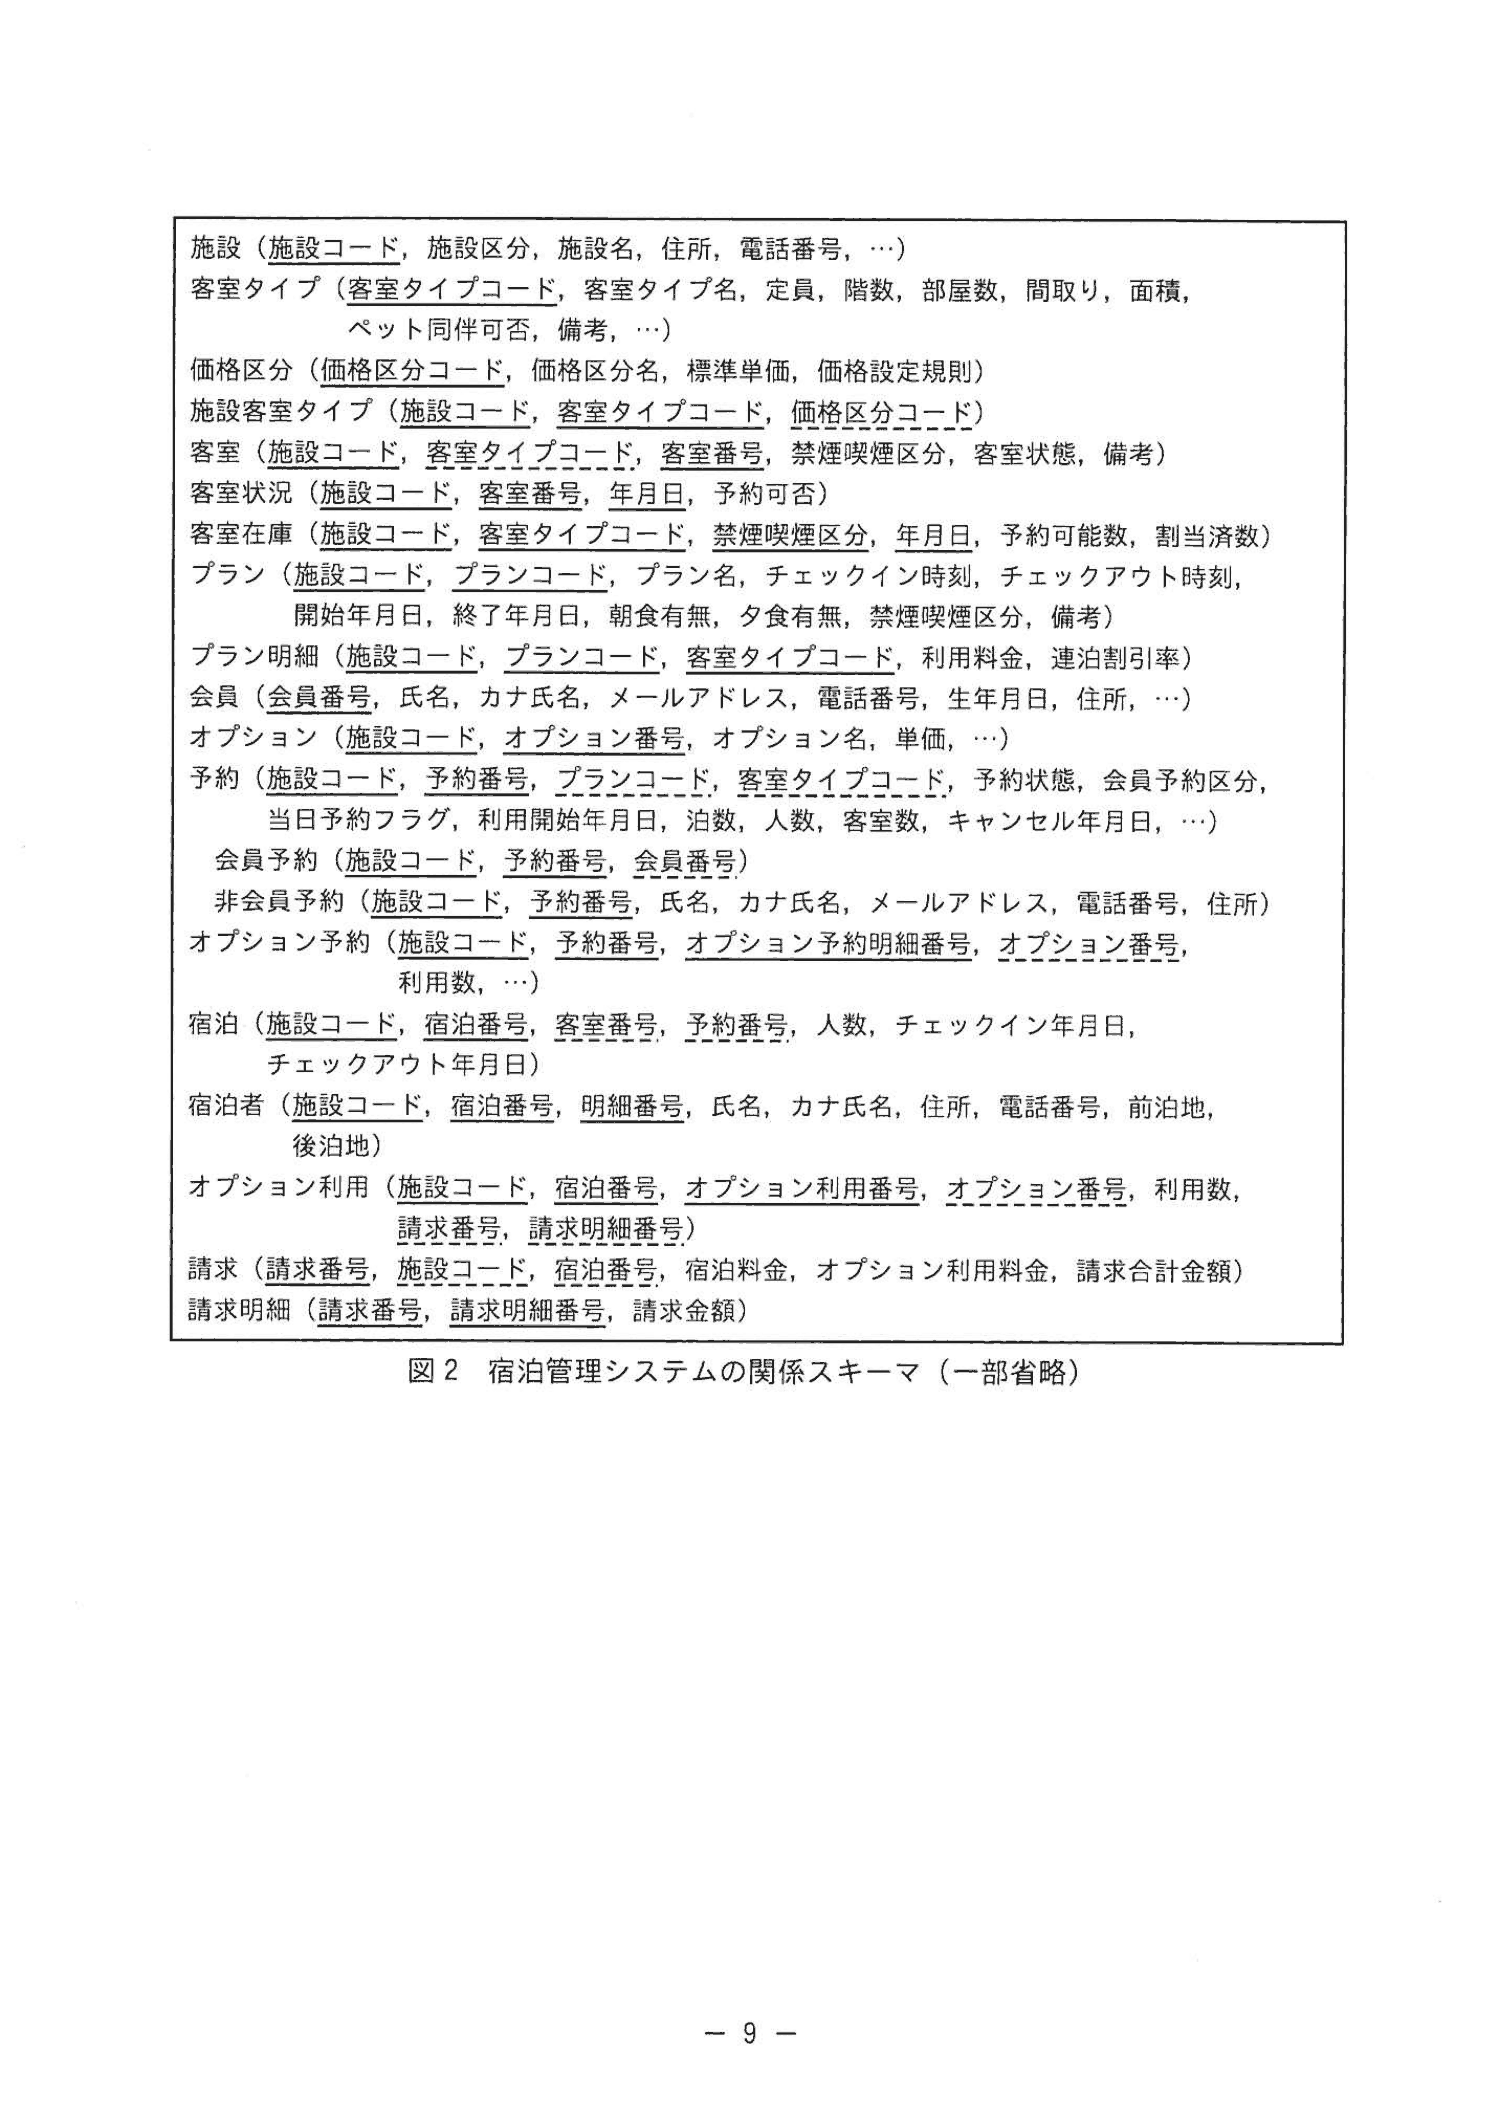 施設（施設コード，施設区分，施設名，住所，電話番号，…）
客室タイプ（客室タイプコード，客室タイプ名，定員，階数，部屋数，間取り，面積，
ペット同伴可否，備考，…）
価格区分（価格区分コード，価格区分名，標準単価，価格設定規則）
施設客室タイプ（施設コード，客室タイプコード，価格区分コード）
客室（施設コード，客室タイプコード，客室番号，禁煙喫煙区分，客室状態，備考）
客室状況（施設コード，客室番号，年月日，予約可否）
客室在庫（施設コード，客室タイプコード，禁煙喫煙区分，年月日，予約可能数，割当済数）
プラン（施設コード，プランコード，プラン名，チェックイン時刻，チェックアウト時刻，
開始年月日，終了年月日，朝食有無，夕食有無，禁煙喫煙区分，備考）
プラン明細（施設コード，プランコード，客室タイプコード，利用料金，連泊割引率）
会員（会員番号，氏名，カナ氏名，メールアドレス，電話番号，生年月日，住所，…）
オプション（施設コード，オプション番号，オプション名，単価，…）
予約（施設コード，予約番号，プランコード，客室タイプコード，予約状態，会員予約区分，
当日予約フラグ，利用開始年月日，泊数，人数，客室数，キャンセル年月日，…）
会員予約（施設コード，予約番号，会員番号）
非会員予約（施設コード，予約番号，氏名，カナ氏名，メールアドレス，電話番号，住所）
オプション予約（施設コード，予約番号，オプション予約明細番号，オプション番号，
利用数，…）
宿泊（施設コード，宿泊番号，客室番号，予約番号，人数，チェックイン年月日，
チェックアウト年月日）
宿泊者（施設コード，宿泊番号，明細番号，氏名，カナ氏名，住所，電話番号，前泊地，
後泊地）
オプション利用（施設コード，宿泊番号，オプション利用番号，オプション番号，利用数，
請求番号，請求明細番号）
請求（請求番号，施設コード，宿泊番号，宿泊料金，オプション利用料金，請求合計金額）
請求明細（請求番号，請求明細番号，請求金額）
図2 宿泊管理システムの関係スキーマ（一部省略）
－ 9 －